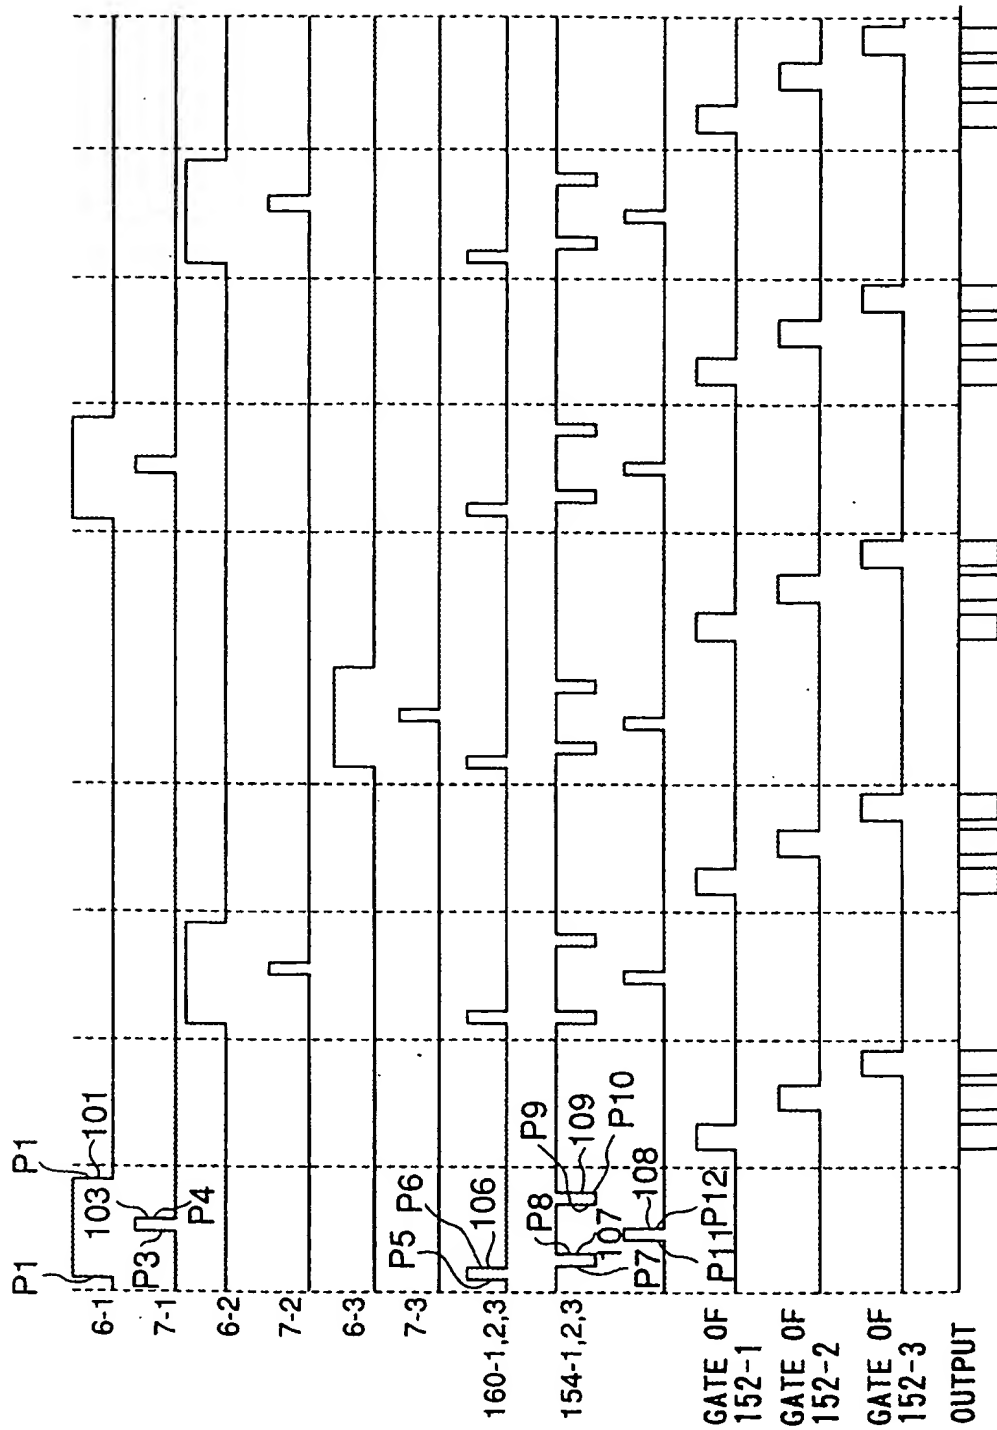 P1
P1
101
6-1
103
P3
P4
7-1
6-2
7-2
6-3
7-3
P5
P6
106
160-1,2,3
P8
P9
109
P10
107
P7
154-1,2,3
108
P11
P12
GATE OF
152-1
GATE OF
152-2
GATE OF
152-3
OUTPUT